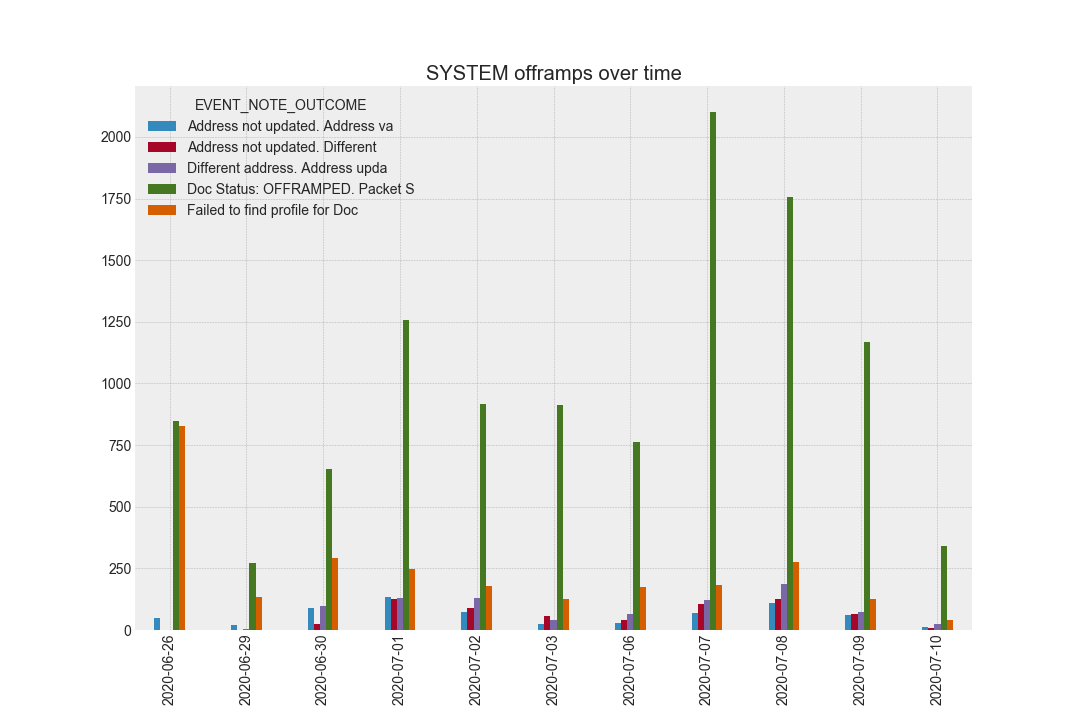 SYSTEM offramps over time
EVENT_NOTE_OUTCOME
Address not updated. Address va
Address not updated. Different
Different address. Address upda
Doc Status: OFFRAMPED. Packet S
Failed to find profile for Doc
2000
1750
1500
1250
1000
750
500
250
0
2020-06-26
2020-06-29
2020-06-30
2020-07-01
2020-07-02
2020-07-03
2020-07-06
2020-07-07
2020-07-08
2020-07-09
2020-07-10